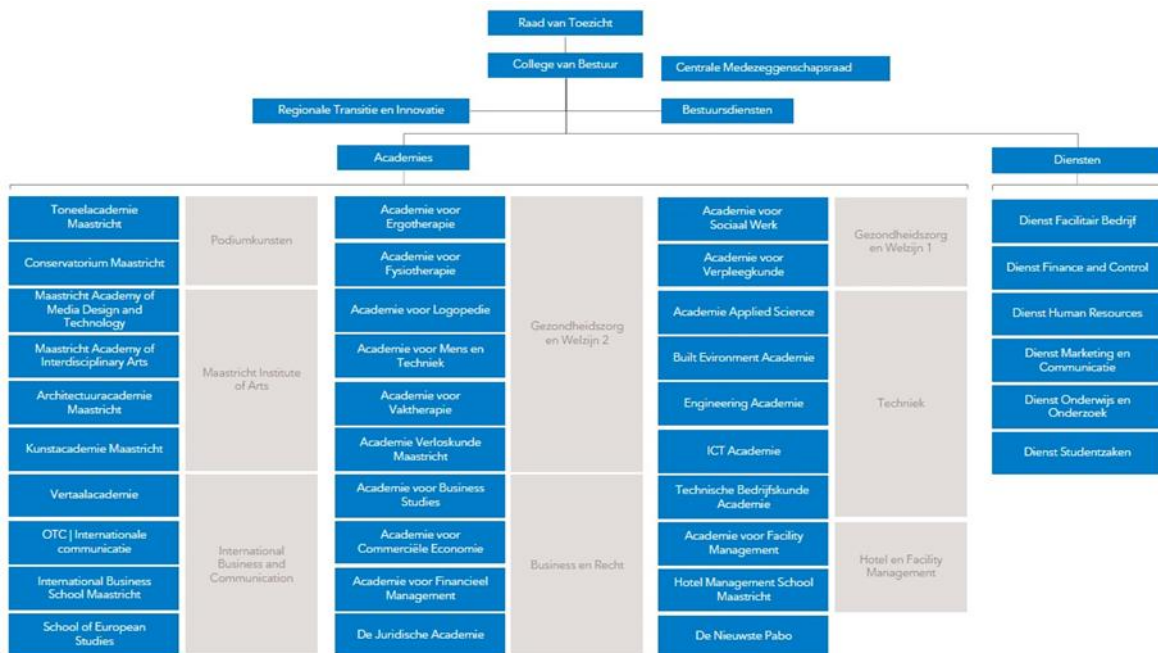 Raad van Toezicht
College van Bestuur
Centrale Medezeggenschapsraad
Regionale Transitie en Innovatie
Bestuursdiensten
Academies
Diensten
Toneelacademie
Maastricht
Conservatorium Maastricht
Podiumkunsten
Maastricht Academy of
Media Design and
Technology
Maastricht Academy of
Interdisciplinary Arts
Architectuuracademie
Maastricht
Kunstacademie Maastricht
Maastricht Institute
of Arts
Vertaalacademie
OTC | Internationale
communicatie
International Business
School Maastricht
School of European
Studies
International
Business and
Communication
Academie voor
Ergotherapie
Academie voor
Fysiotherapie
Academie voor Logopedie
Academie voor Mens en
Techniek
Academie voor
Vaktherapie
Academie Verloskunde
Maastricht
Gezondheidszorg
en Welzijn 2
Academie voor Business
Studies
Academie voor
Commerciële Economie
Academie voor Financieel
Management
De Juridische Academie
Business en Recht
Academie voor
Sociaal Werk
Academie voor
Verpleegkunde
Gezondheidszorg
en Welzijn 1
Academie Applied Science
Built Evironment Academie
Engineering Academie
ICT Academie
Technische Bedrijfskunde
Academie
Techniek
Academie voor Facility
Management
Hotel Management School
Maastricht
Hotel en Facility
Management
De Nieuwste Pabo
Dienst Facilitair Bedrijf
Dienst Finance and Control
Dienst Human Resources
Dienst Marketing en
Communicatie
Dienst Onderwijs en
Onderzoek
Dienst Studentzaken